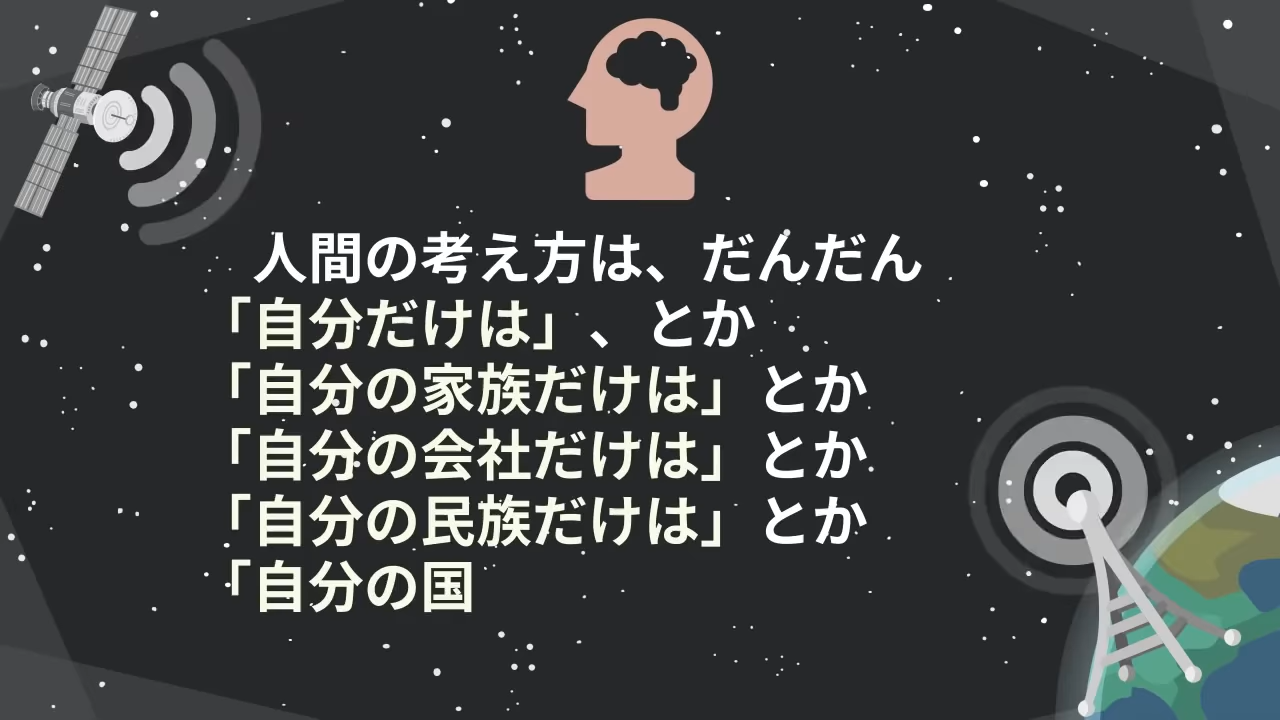 人間の考え方は、だんだん
「自分だけは」、とか
「自分の家族だけは」とか
「自分の会社だけは」とか
「自分の民族だけは」とか
「自分の国